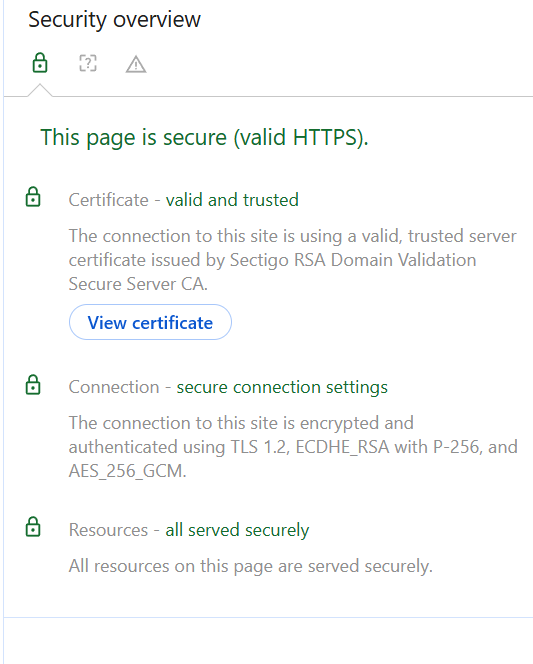 Security overview
This page is secure (valid HTTPS).
Certificate - valid and trusted
The connection to this site is using a valid, trusted server
certificate issued by Sectigo RSA Domain Validation
Secure Server CA.
View certificate
Connection - secure connection settings
The connection to this site is encrypted and
authenticated using TLS 1.2, ECDHE_RSA with P-256, and
AES_256_GCM.
Resources - all served securely
All resources on this page are served securely.